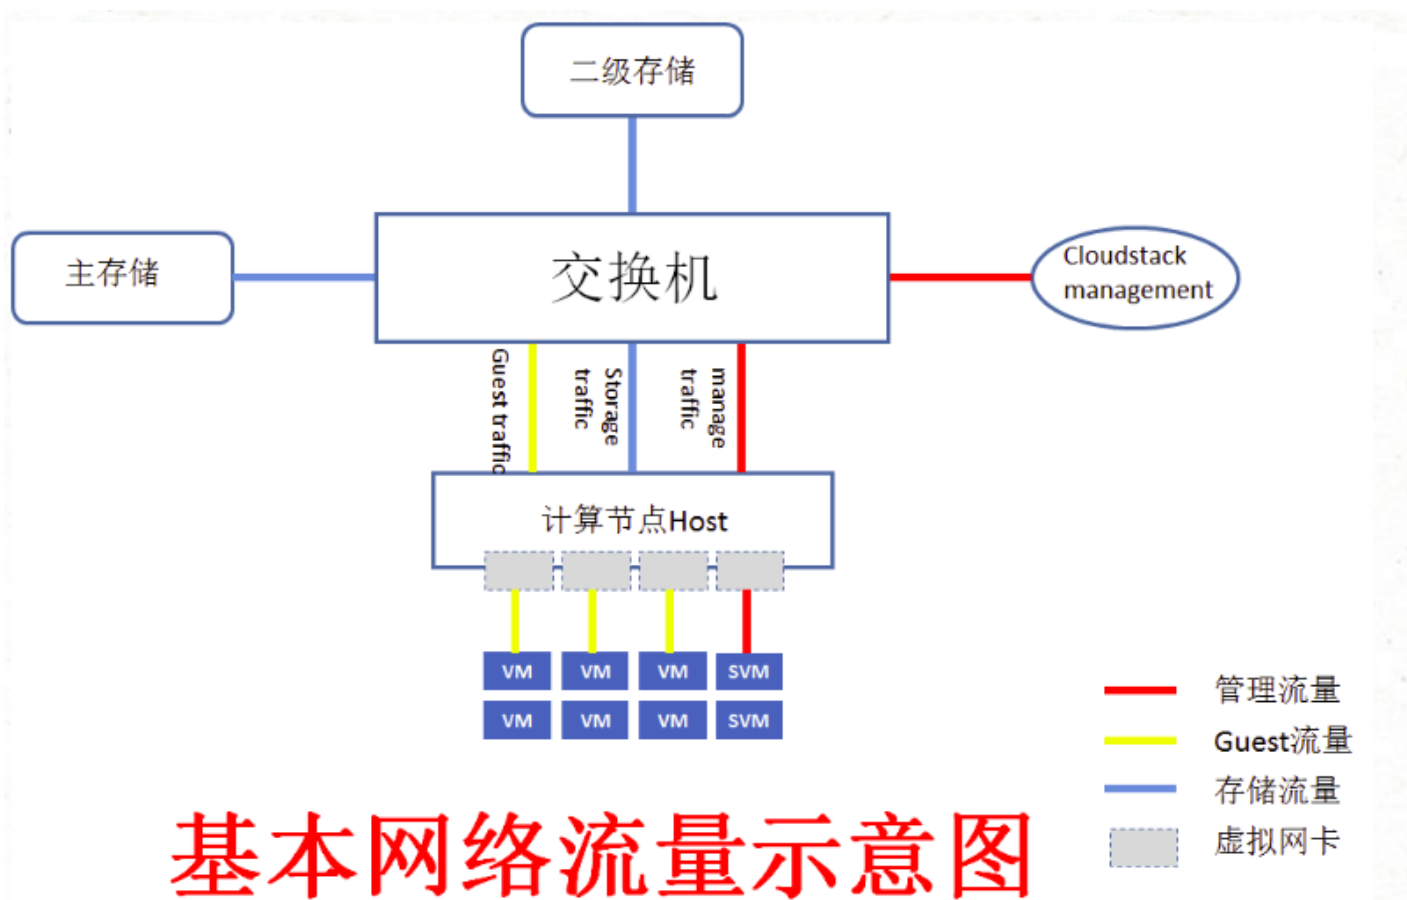 二级存储
主存储
交换机
Cloudstack
management
Guest traffic
Storage
traffic
manage
traffic
计算节点Host
VM VM VM SVM
VM VM VM SVM
管理流量
Guest流量
存储流量
虚拟网卡
基本网络流量示意图